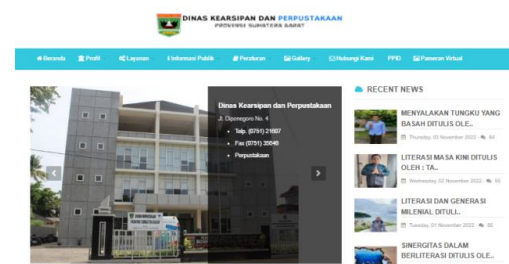 DINAS KEARSIPAN DAN PERPUSTAKAAN
PROVINSI SUMATERA BARAT
Beranda Profil Layanan Informasi Publik Peraturan Gallery Hubungi Kami PPID Pameran Virtual
Dinas Kearsipan dan Perpustakaan
Jl. Diponegoro No. 4
Telp. (0751) 21607
Fax (0751) 35646
Perpustakaan
RECENT NEWS
MENYALAKAN TUNGKU YANG
BASAH DITULIS OLE..
Thursday, 03 November 2022 -
LITERASI MASA KINI DITULIS
OLEH : TA..
Wednesday, 02 November 2022 -
LITERASI DAN GENERASI
MILENIAL DITULI..
Tuesday, 01 November 2022 -
SINERGITAS DALAM
BERLITERASI DITULIS OLE..